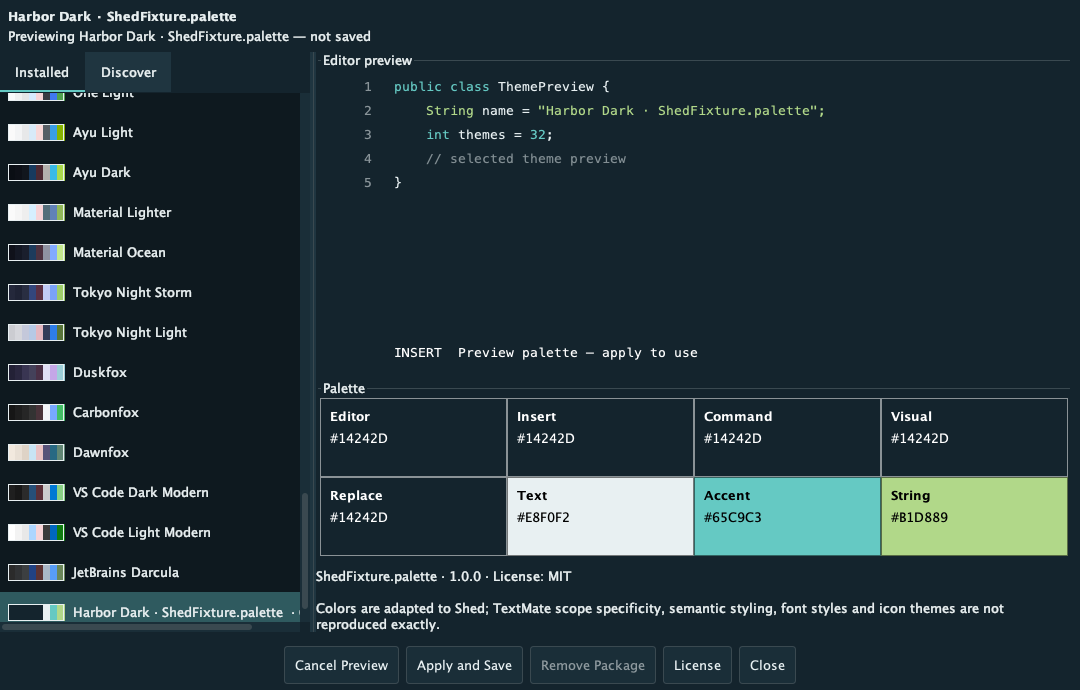 Harbor Dark · ShedFixture.palette
Previewing Harbor Dark · ShedFixture.palette — not saved
Installed
Discover
One Light
Ayu Light
Ayu Dark
Material Lighter
Material Ocean
Tokyo Night Storm
Tokyo Night Light
Duskfox
Carbonfox
Dawnfox
VS Code Dark Modern
VS Code Light Modern
JetBrains Darcula
Harbor Dark · ShedFixture.palette ·
Editor preview
1 public class ThemePreview {
2 String name = "Harbor Dark · ShedFixture.palette";
3 int themes = 32;
4 // selected theme preview
5 }
INSERT Preview palette — apply to use
Palette
Editor
#14242D
Insert
#14242D
Command
#14242D
Visual
#14242D
Replace
#14242D
Text
#E8F0F2
Accent
#65C9C3
String
#B1D889
ShedFixture.palette · 1.0.0 · License: MIT
Colors are adapted to Shed; TextMate scope specificity, semantic styling, font styles and icon themes are not
reproduced exactly.
Cancel Preview
Apply and Save
Remove Package
License
Close